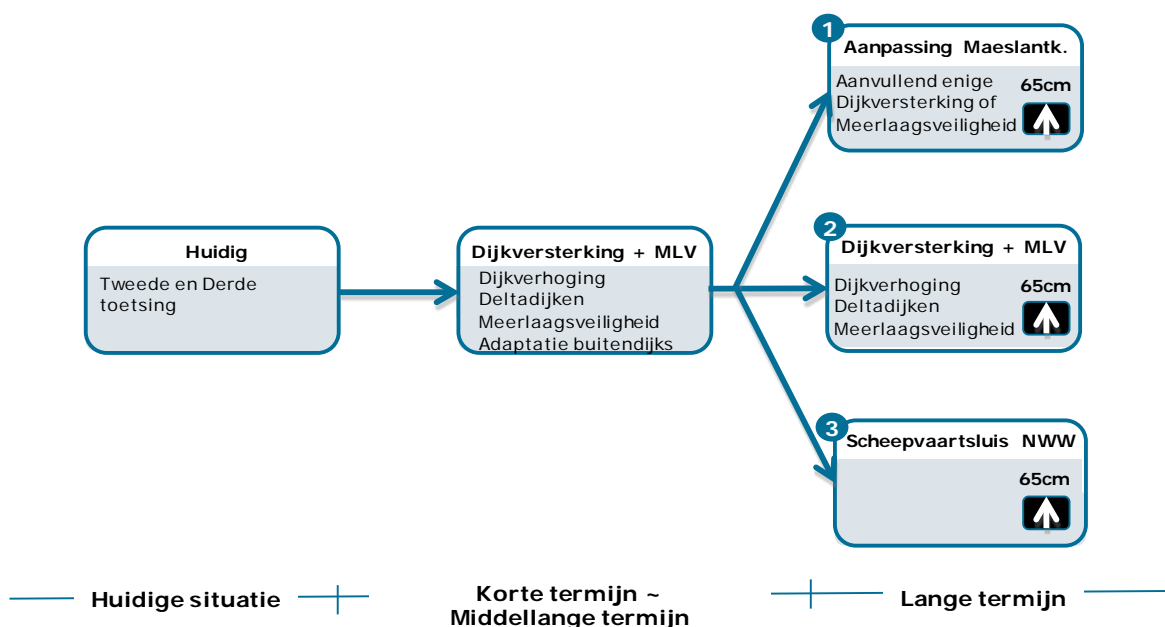 Huidig
Tweede en Derde
toetsing
Dijkversterking + MLV
Dijkverhoging
Deltadijken
Meerlaagsveiligheid
Adaptatie buitendijks
1
Aanpassing Maeslantk.
Aanvullend enige 65cm
Dijkversterking of
Meerlaagsveiligheid
2
Dijkversterking + MLV
Dijkverhoging 65cm
Deltadijken
Meerlaagsveiligheid
3
Scheepvaartsluis NWW
65cm
Huidige situatie
Korte termijn ~
Middellange termijn
Lange termijn